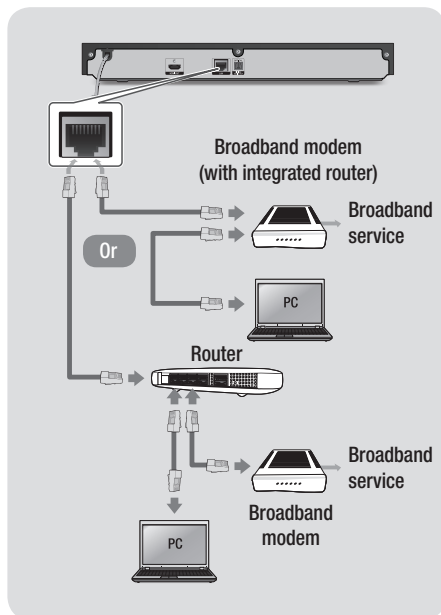 Broadband modem
(with integrated router)
Broadband
service
Or
PC
Router
Broadband
service
Broadband
modem
PC